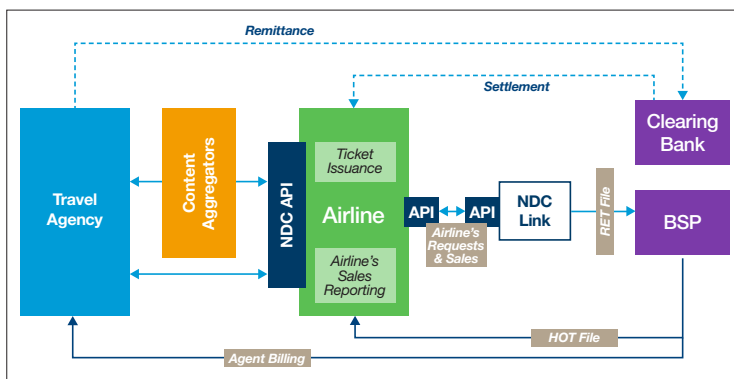 Remittance
Settlement
Clearing
Bank
Travel
Agency
Content
Aggregators
NDC API
Ticket
Issuance
Airline
Airline's
Sales
Reporting
API
API
Airline's
Requests
& Sales
NDC
Link
RET File
BSP
HOT File
Agent Billing